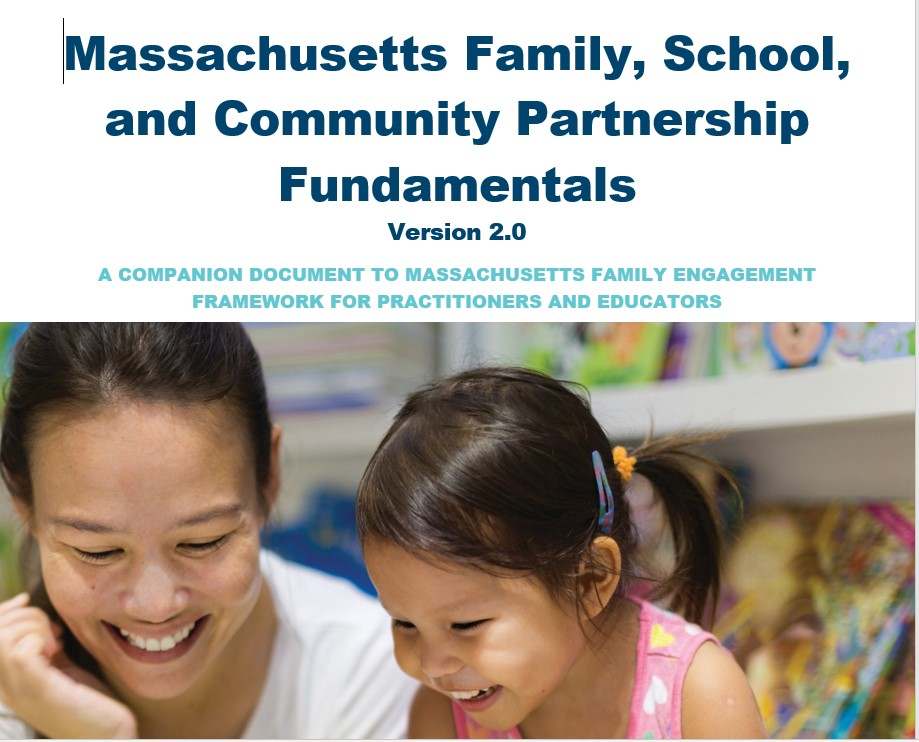 Massachusetts Family, School,
and Community Partnership
Fundamentals
Version 2.0
A COMPANION DOCUMENT TO MASSACHUSETTS FAMILY ENGAGEMENT
FRAMEWORK FOR PRACTITIONERS AND EDUCATORS